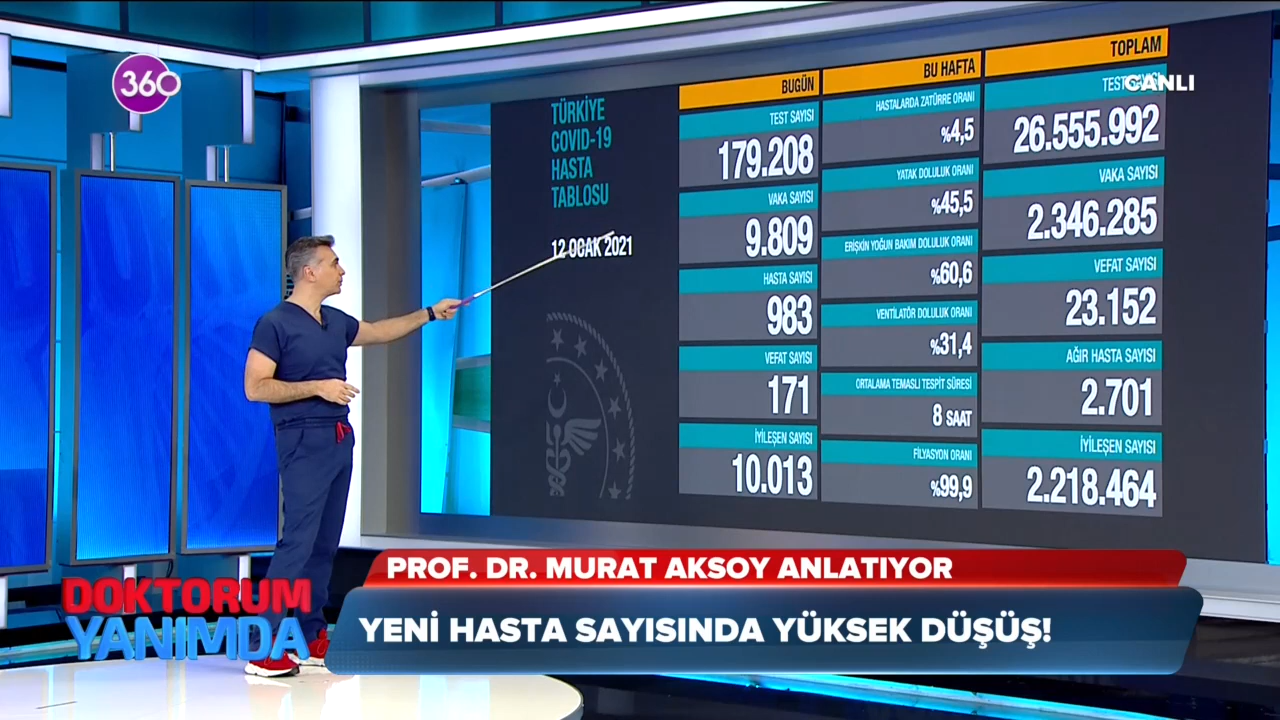 360
CANLI
TÜRKİYE
COVID-19
HASTA
TABLOSU
12 OCAK 2021
BUGÜN
TEST SAYISI
179.208
VAKA SAYISI
9.809
HASTA SAYISI
983
VEFAT SAYISI
171
İYİLEŞEN SAYISI
10.013
BU HAFTA
HASTALARDA ZATÜRRE ORANI
%4,5
YATAK DOLULUK ORANI
%45,5
ERİŞKİN YOĞUN BAKIM DOLULUK ORANI
%60,6
VENTİLATÖR DOLULUK ORANI
%31,4
ORTALAMA TEMASLI TESPİT SÜRESİ
8 SAAT
FİLYASYON ORANI
%99,9
TOPLAM
TEST
26.555.992
VAKA SAYISI
2.346.285
VEFAT SAYISI
23.152
AĞIR HASTA SAYISI
2.701
İYİLEŞEN SAYISI
2.218.464
DOKTORUM
YANIMDA
PROF. DR. MURAT AKSOY ANLATIYOR
YENİ HASTA SAYISINDA YÜKSEK DÜŞÜŞ!